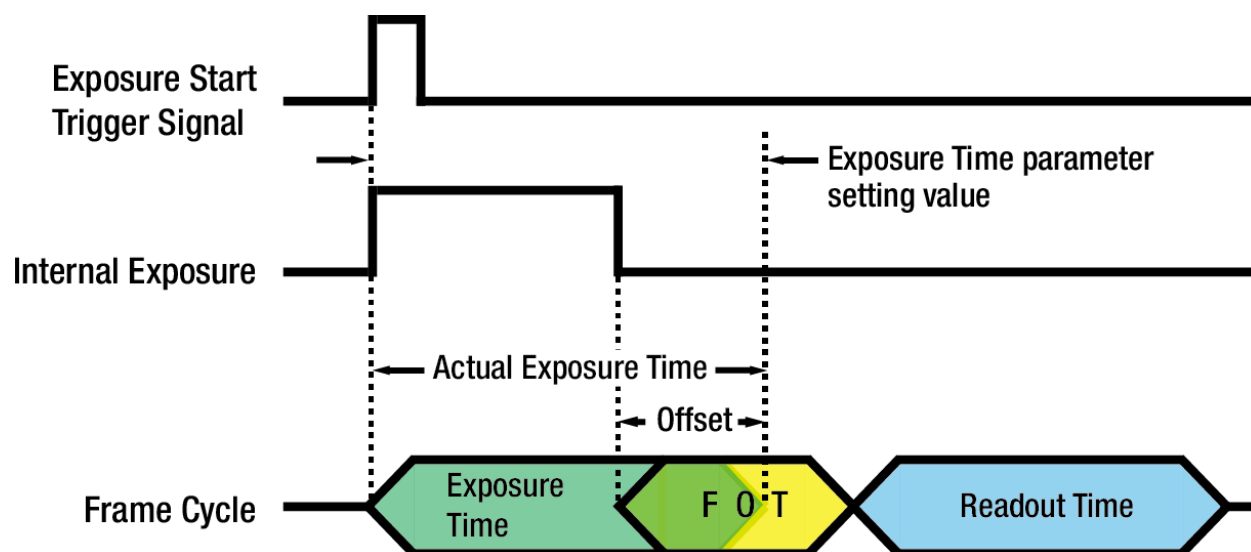 Exposure Start
Trigger Signal
Exposure Time parameter
setting value
Internal Exposure
Actual Exposure Time
Offset
Frame Cycle
Exposure
Time
F O T
Readout Time